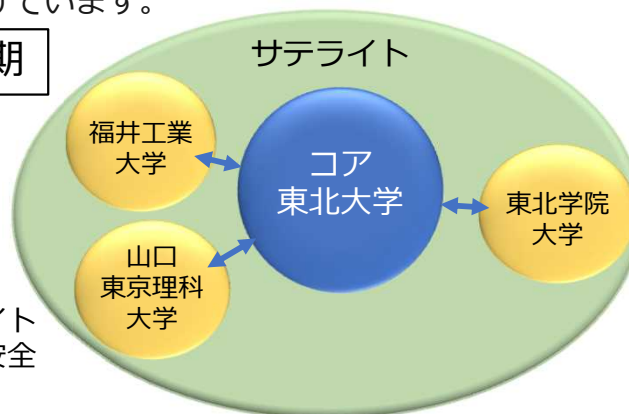 ています。
期
サテライト
福井工業
大学
コア
東北大学
東北学院
大学
山口
東京理科
大学
イト
安全